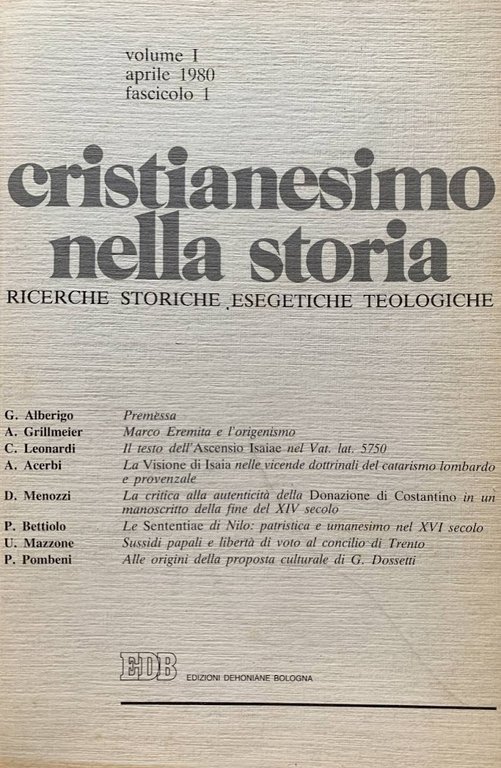 volume I
aprile 1980
fascicolo 1
cristianesimo
nella storia
RICERCHE STORICHE ESEGETICHE TEOLOGICHE
G. Alberigo Premessa
A. Grillmeier Marco Eremita e l'origenismo
C. Leonardi Il testo dell'Ascensio Isaiae nel Vat. lat. 5750
A. Acerbi La Visione di Isaia nelle vicende dottrinali del catarismo lombardo
e provenzale
D. Menozzi La critica alla autenticità della Donazione di Costantino in un
manoscritto della fine del XIV secolo
P. Bettiolo Le Sententiae di Nilo: patristica e umanesimo nel XVI secolo
U. Mazzone Sussidi papali e libertà di voto al concilio di Trento
P. Pombeni Alle origini della proposta culturale di G. Dossetti
EDB EDIZIONI DEHONIANE BOLOGNA